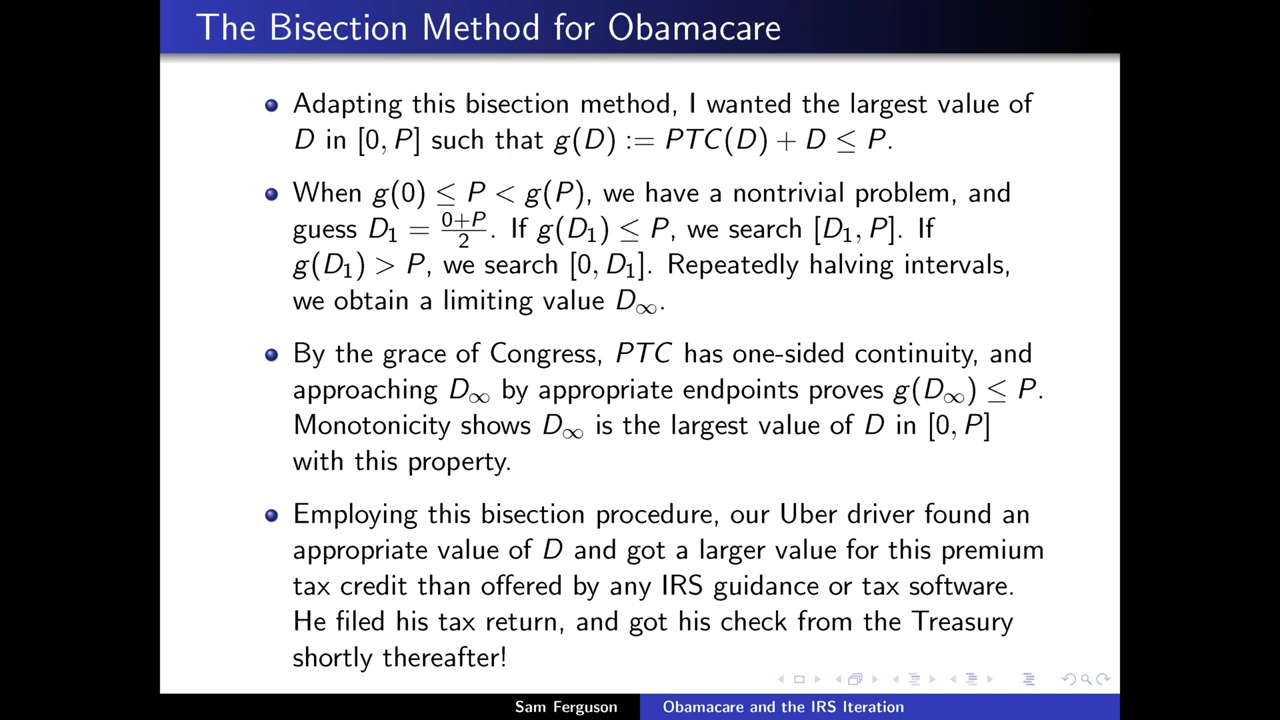 The Bisection Method for Obamacare
Adapting this bisection method, I wanted the largest value of
D in [0, P] such that g(D) := PTC(D) + D ≤ P.
When g(0) ≤ P < g(P), we have a nontrivial problem, and
guess D₁ = (0+P)/2. If g(D₁) ≤ P, we search [D₁, P]. If
g(D₁) > P, we search [0, D₁]. Repeatedly halving intervals,
we obtain a limiting value D∞.
By the grace of Congress, PTC has one-sided continuity, and
approaching D∞ by appropriate endpoints proves g(D∞) ≤ P.
Monotonicity shows D∞ is the largest value of D in [0, P]
with this property.
Employing this bisection procedure, our Uber driver found an
appropriate value of D and got a larger value for this premium
tax credit than offered by any IRS guidance or tax software.
He filed his tax return, and got his check from the Treasury
shortly thereafter!
Sam Ferguson Obamacare and the IRS Iteration